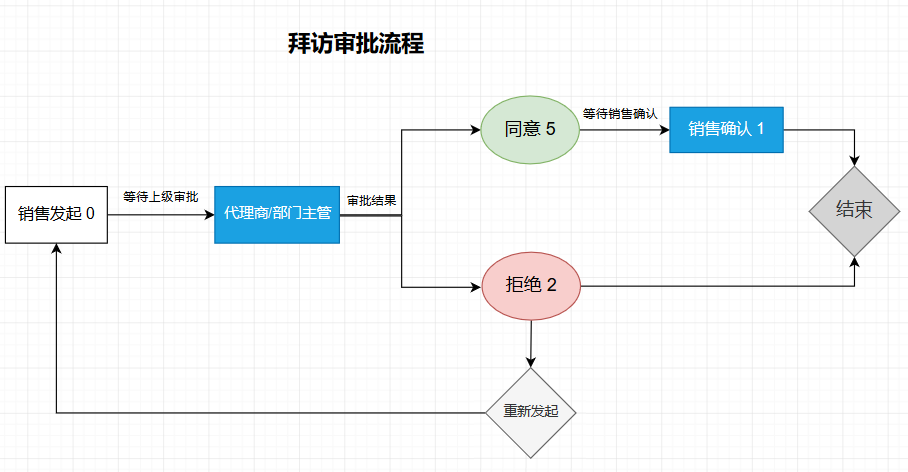 拜访审批流程
同意 5
等待销售确认
销售确认 1
销售发起 0
等待上级审批
代理商/部门主管
审批结果
结束
拒绝 2
重新发起